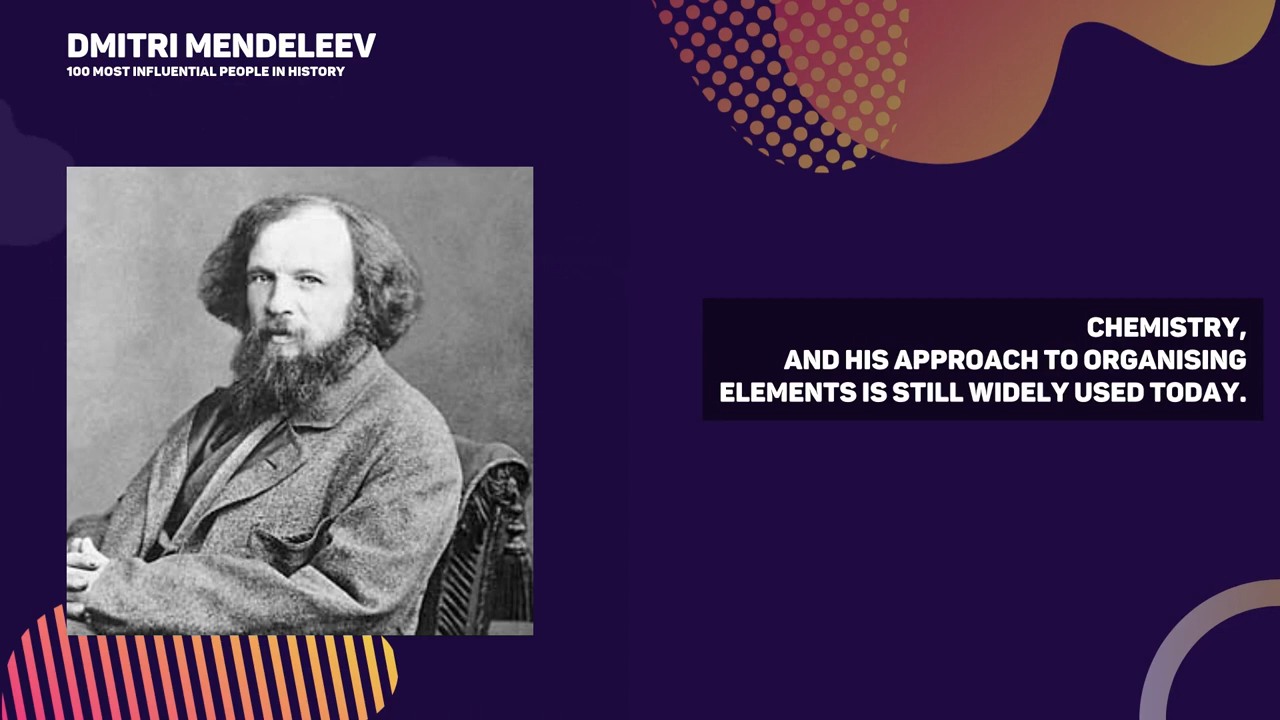 DMITRI MENDELEEV
100 MOST INFLUENTIAL PEOPLE IN HISTORY
CHEMISTRY,
AND HIS APPROACH TO ORGANISING
ELEMENTS IS STILL WIDELY USED TODAY.